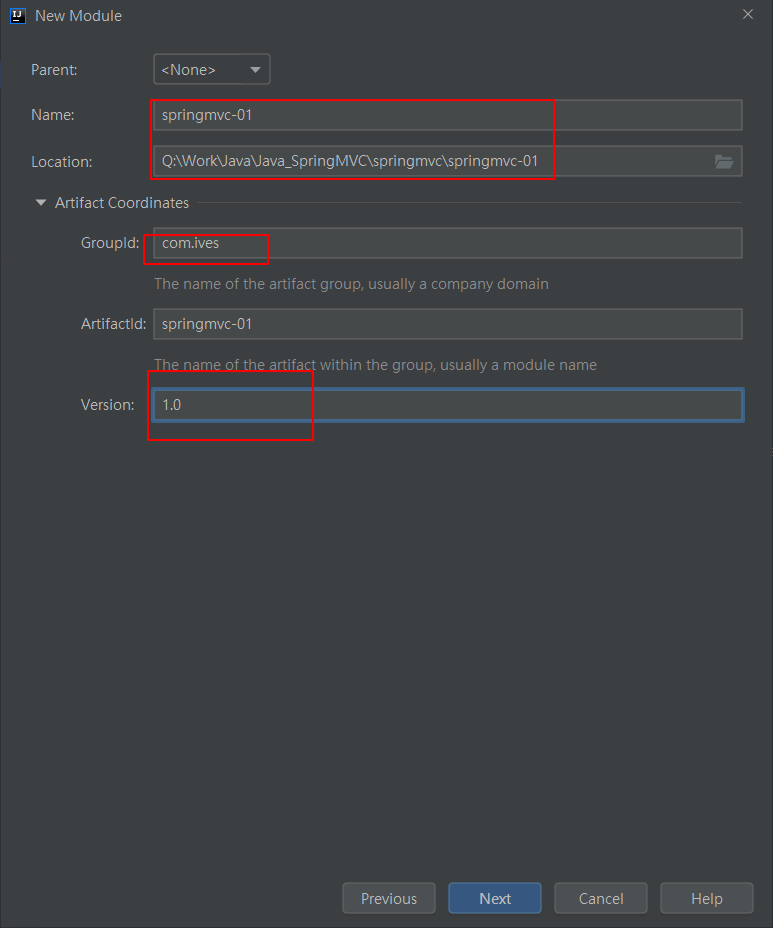 New Module
Parent: <None>
Name: springmvc-01
Location: Q:\Work\Java\Java_SpringMVC\springmvc\springmvc-01
Artifact Coordinates
GroupId: com.ives
The name of the artifact group, usually a company domain
ArtifactId: springmvc-01
The name of the artifact within the group, usually a module name
Version: 1.0
Previous Next Cancel Help